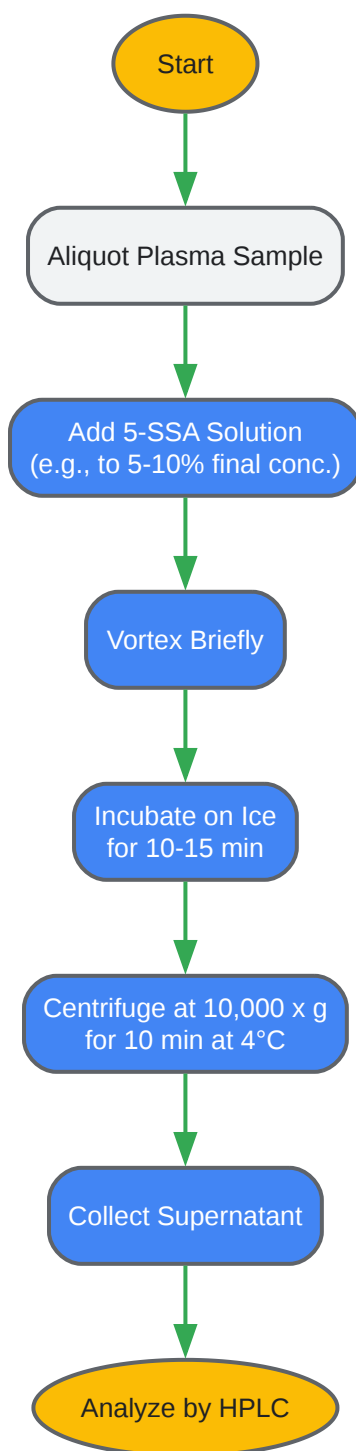 Start
Aliquot Plasma Sample
Add 5-SSA Solution
(e.g., to 5-10% final conc.)
Vortex Briefly
Incubate on Ice
for 10-15 min
Centrifuge at 10,000 x g
for 10 min at 4°C
Collect Supernatant
Analyze by HPLC